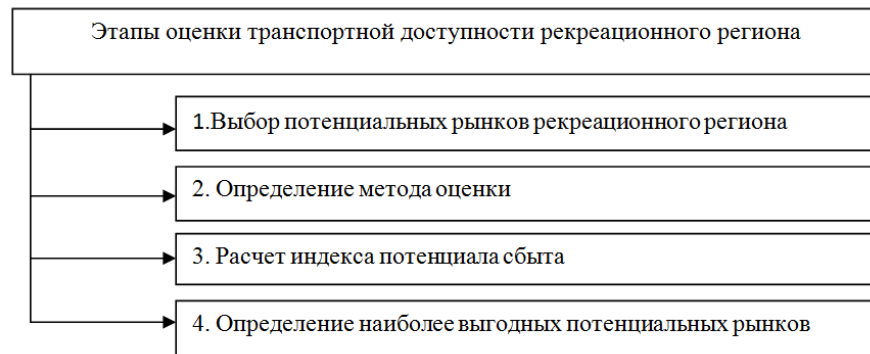 Этапы оценки транспортной доступности рекреационного региона
1.Выбор потенциальных рынков рекреационного региона
2. Определение метода оценки
3. Расчет индекса потенциала сбыта
4. Определение наиболее выгодных потенциальных рынков